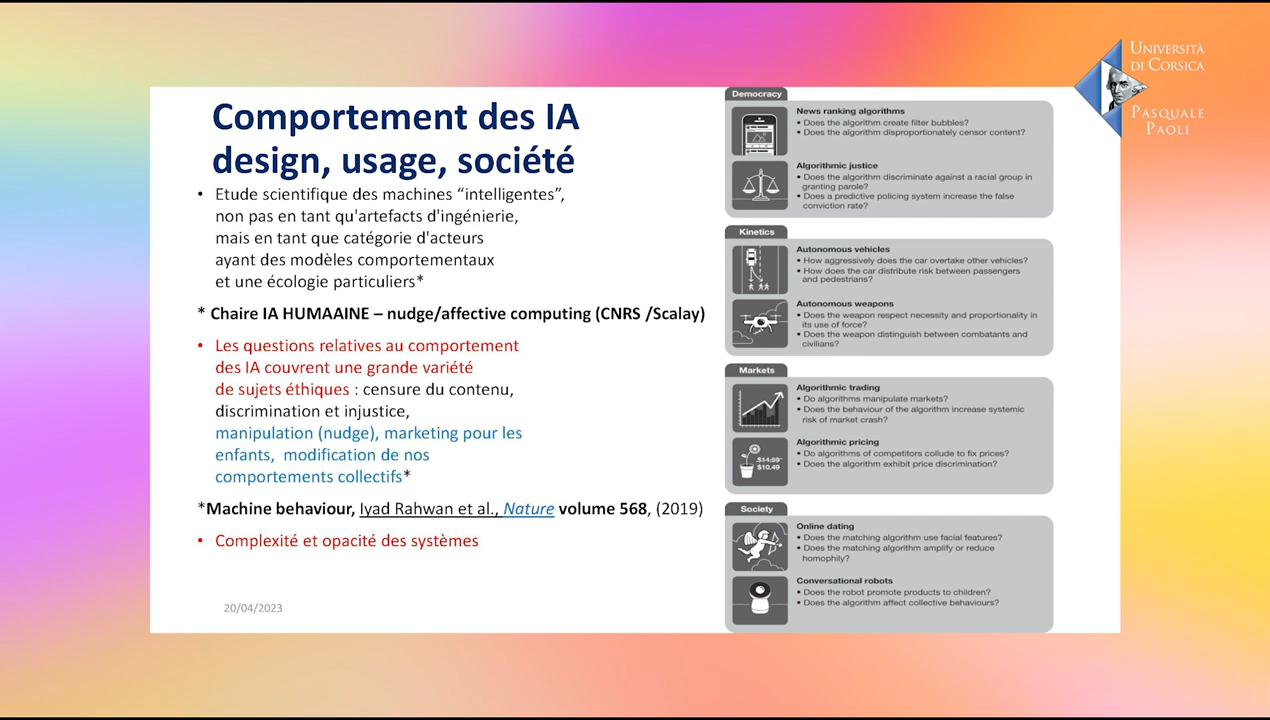 Comportement des IA
design, usage, société
• Etude scientifique des machines “intelligentes”,
non pas en tant qu'artefacts d'ingénierie,
mais en tant que catégorie d'acteurs
ayant des modèles comportementaux
et une écologie particuliers*
* Chaire IA HUMAAINE – nudge/affective computing (CNRS /Scalay)
• Les questions relatives au comportement
des IA couvrent une grande variété
de sujets éthiques : censure du contenu,
discrimination et injustice,
manipulation (nudge), marketing pour les
enfants, modification de nos
comportements collectifs*
*Machine behaviour, Iyad Rahwan et al., Nature volume 568, (2019)
• Complexité et opacité des systèmes
20/04/2023
Democracy
News ranking algorithms
• Does the algorithm create filter bubbles?
• Does the algorithm disproportionately censor content?
Algorithmic justice
• Does the algorithm discriminate against a racial group in
granting parole?
• Does a predictive policing system increase the false
conviction rate?
Kinetics
Autonomous vehicles
• How aggressively does the car overtake other vehicles?
• How does the car distribute risk between passengers
and pedestrians?
Autonomous weapons
• Does the weapon respect necessity and proportionality in
its use of force?
• Does the weapon distinguish between combatants and
civilians?
Markets
Algorithmic trading
• Do algorithms manipulate markets?
• Does the behaviour of the algorithm increase systemic
risk of market crash?
Algorithmic pricing
• Do algorithms of competitors collude to fix prices?
• Does the algorithm exhibit price discrimination?
$14.99
$10.49
Society
Online dating
• Does the matching algorithm use facial features?
• Does the matching algorithm amplify or reduce
homophily?
Conversational robots
• Does the robot promote products to children?
• Does the algorithm affect collective behaviours?
UNIVERSITÀ
DI CORSICA
PASQUALE
PAOLI